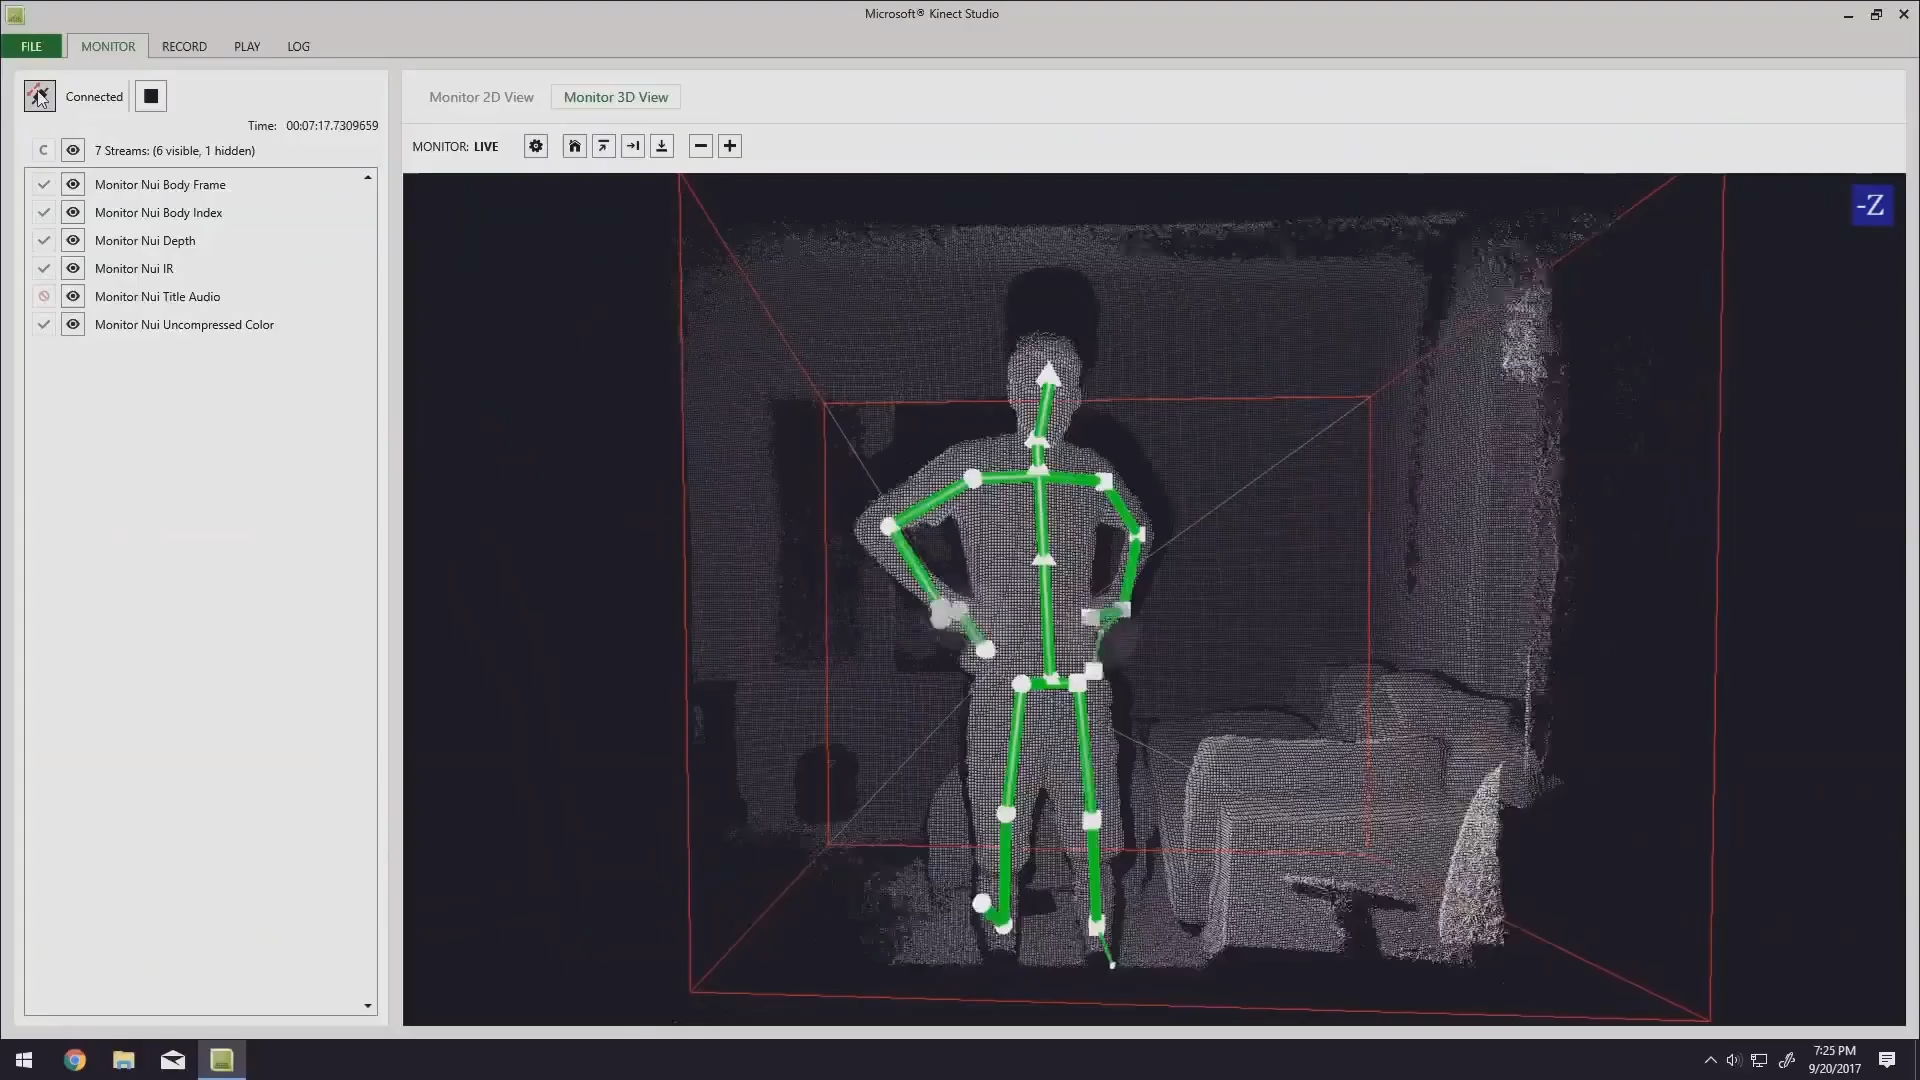 Microsoft® Kinect Studio
FILE MONITOR RECORD PLAY LOG
Connected
Time: 00:07:17.7309659
C 7 Streams: (6 visible, 1 hidden)
Monitor Nui Body Frame
Monitor Nui Body Index
Monitor Nui Depth
Monitor Nui IR
Monitor Nui Title Audio
Monitor Nui Uncompressed Color
Monitor 2D View Monitor 3D View
MONITOR: LIVE
-Z
7:25 PM
9/20/2017